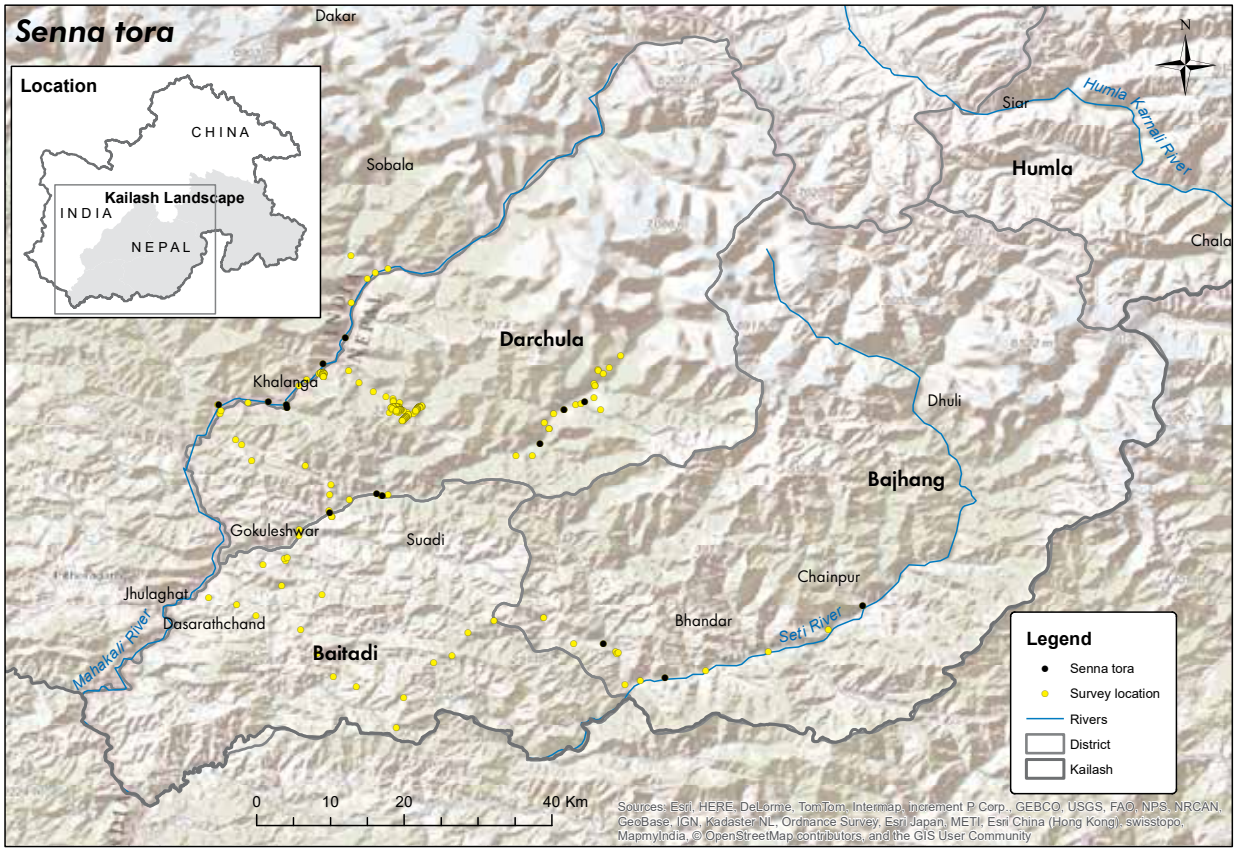 Senna tora
Dakar
N
Location
CHINA
Kailash Landscape
INDIA
NEPAL
Siar
Humla Karnali River
Humla
Sobala
Chala
NEPAL
Darchula
Khalanga
Dhuli
Bajhang
Gokuleshwar
Suadi
Chainpur
Jhulaghat
Dasarathchand
Bhandar
Seti River
Mahakali River
Baitadi
Legend
Senna tora
Survey location
Rivers
District
Kailash
0 10 20 40 Km
Sources: Esri, HERE, DeLorme, TomTom, Intermap, increment P Corp., GEBCO, USGS, FAO, NPS, NRCAN,
GeoBase, IGN, Kadaster NL, Ordnance Survey, Esri Japan, METI, Esri China (Hong Kong), swisstopo,
MapmyIndia, © OpenStreetMap contributors, and the GIS User Community